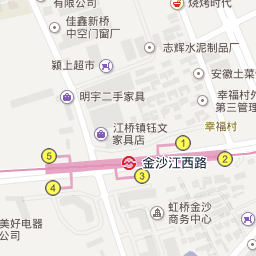 有限公司
佳鑫新桥
中空门窗厂
烧烤时代
志辉水泥制品厂
颍上超市
安徽土菜
明宇二手家具
幸福村外
第三管理
江桥镇钰文
家具店
幸福村
1
5
2
金沙江西路
3
4
虹桥金沙
商务中心
美好电器
公司